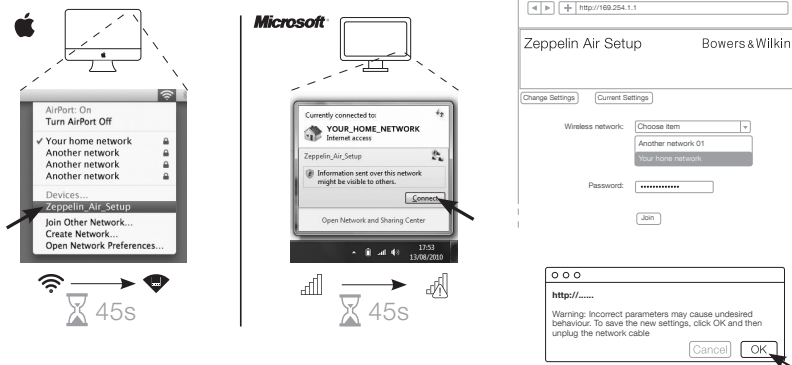 AirPort: On
Turn AirPort Off
Your home network
Another network
Another network
Another network
Devices...
Zeppelin_Air_Setup
Join Other Network...
Create Network...
Open Network Preferences...
45s
Microsoft
Currently connected to:
YOUR_HOME_NETWORK
Internet access
Zeppelin_Air_Setup
Information sent over this network
might be visible to others.
Connect
Open Network and Sharing Center
17:53
13/08/2010
45s
http://169.254.1.1
Zeppelin Air Setup Bowers & Wilkin
Change Settings Current Settings
Wireless network: Choose item
Another network 01
Your hone network
Password: •••••••••••••
Join
http://......
Warning: Incorrect parameters may cause undesired
behaviour. To save the new settings, click OK and then
unplug the network cable
Cancel OK